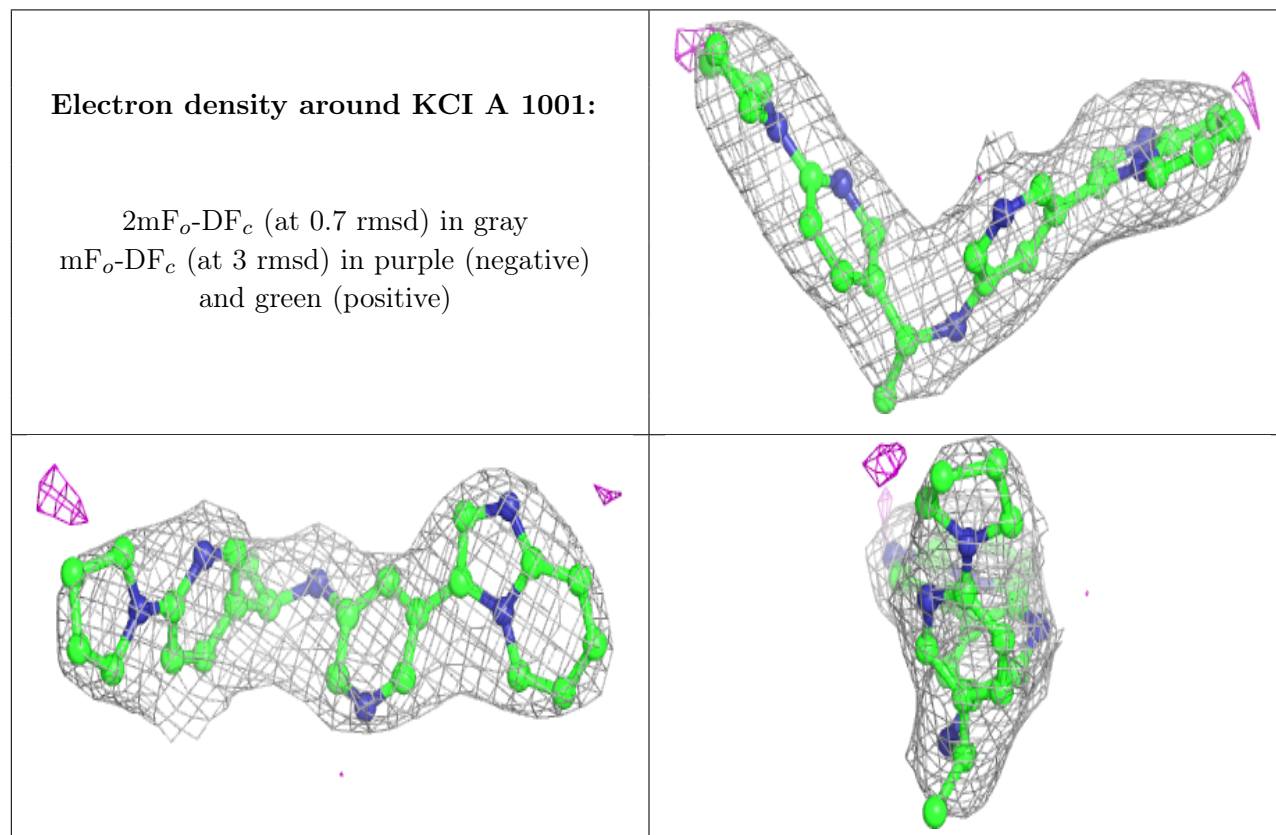 Electron density around KCI A 1001:
2mFo-DFc (at 0.7 rmsd) in gray
mFo-DFc (at 3 rmsd) in purple (negative)
and green (positive)